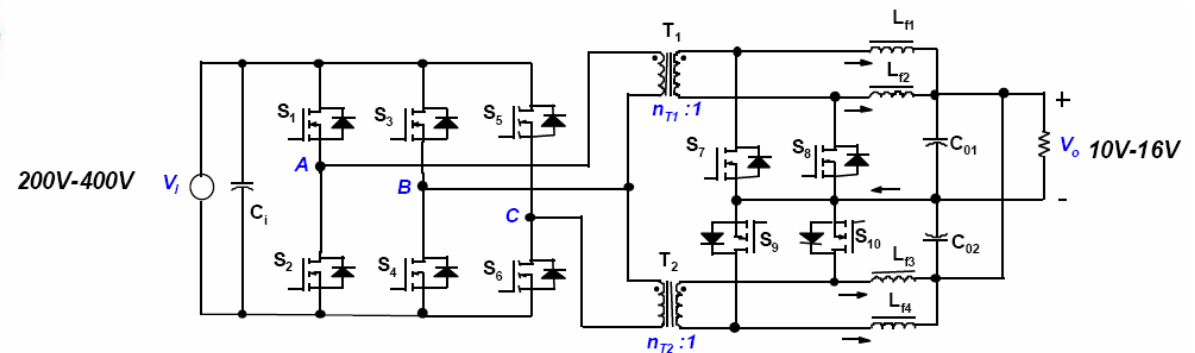 T1
Lf1
Lf2
nT1 :1
S1
S3
S5
S7
S8
C01
+
Vo 10V-16V
-
A
B
C
200V-400V
VI
Ci
S2
S4
S6
S9
S10
C02
T2
Lf3
Lf4
nT2 :1